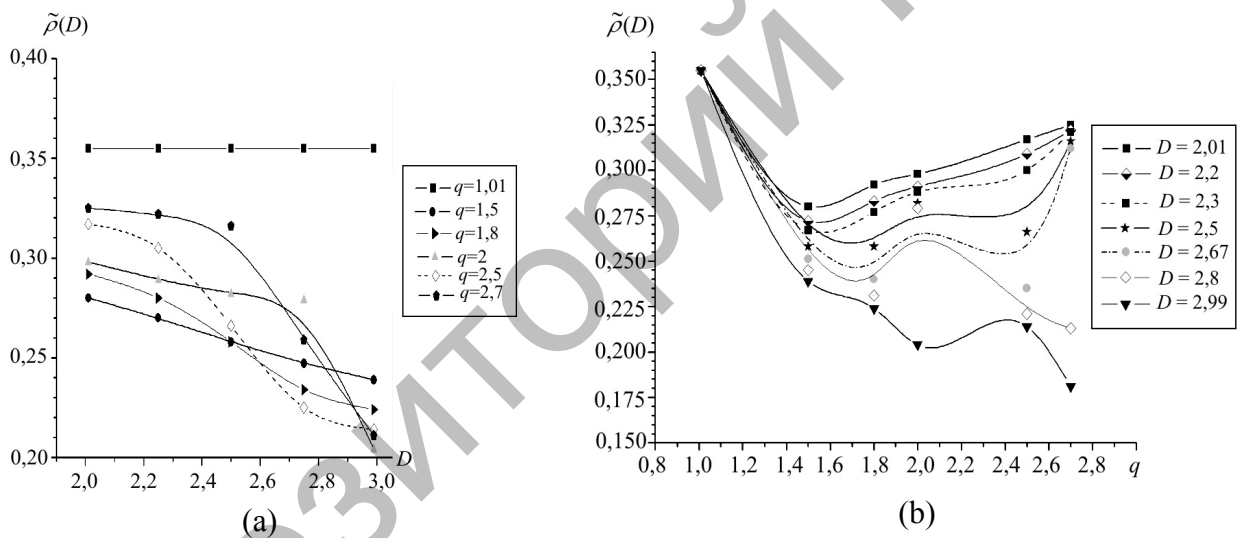 ρ̃(D)
0,40
0,35
0,30
0,25
0,20
2,0 2,2 2,4 2,6 2,8 3,0
D
q=1,01
q=1,5
q=1,8
q=2
q=2,5
q=2,7
(a)
ρ̃(D)
0,350
0,325
0,300
0,275
0,250
0,225
0,200
0,175
0,150
0,8 1,0 1,2 1,4 1,6 1,8 2,0 2,2 2,4 2,6 2,8
q
D = 2,01
D = 2,2
D = 2,3
D = 2,5
D = 2,67
D = 2,8
D = 2,99
(b)
зиторий